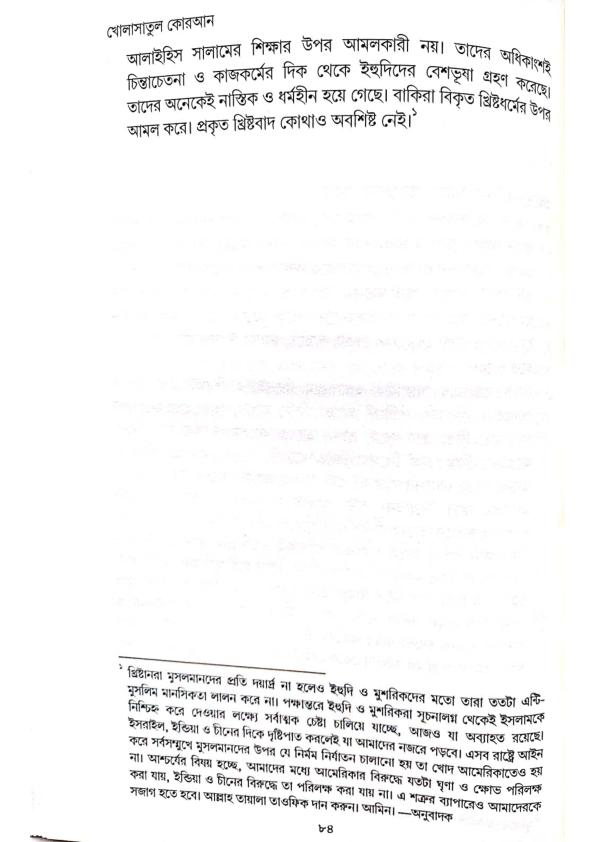 খোলাসাতুল কোরআন
আলাইহিস সালামের শিক্ষার উপর আমলকারী নয়। তাদের অধিকাংশই
চিন্তাচেতনা ও কাজকর্মের দিক থেকে ইহুদিদের বেশভূষা গ্রহণ করেছে।
তাদের অনেকেই নাস্তিক ও ধর্মহীন হয়ে গেছে। বাকিরা বিকৃত খ্রিষ্টধর্মের উপর
আমল করে। প্রকৃত খ্রিষ্টবাদ কোথাও অবশিষ্ট নেই।¹
¹ খ্রিষ্টানরা মুসলমানদের প্রতি দয়ার্দ্র না হলেও ইহুদি ও মুশরিকদের মতো তারা ততটা এন্টি-
মুসলিম মানসিকতা লালন করে না। পক্ষান্তরে ইহুদি ও মুশরিকরা সূচনালগ্ন থেকেই ইসলামকে
নিশ্চিহ্ন করে দেওয়ার লক্ষ্যে সর্বাত্মক চেষ্টা চালিয়ে যাচ্ছে, আজও যা অব্যাহত রয়েছে।
ইসরাইল, ইন্ডিয়া ও চীনের দিকে দৃষ্টিপাত করলেই যা আমাদের নজরে পড়বে। এসব রাষ্ট্রে আইন
করে সর্বসম্মুখে মুসলমানদের উপর যে নির্মম নির্যাতন চালানো হয় তা খোদ আমেরিকাতেও হয়
না। আশ্চর্যের বিষয় হচ্ছে, আমাদের মধ্যে আমেরিকার বিরুদ্ধে যতটা ঘৃণা ও ক্ষোভ পরিলক্ষ
করা যায়, ইন্ডিয়া ও চীনের বিরুদ্ধে তা পরিলক্ষ করা যায় না। এ শত্রুর ব্যাপারেও আমাদেরকে
সজাগ হতে হবে। আল্লাহ তায়ালা তাওফিক দান করুন। আমিন। —অনুবাদক
৮৪